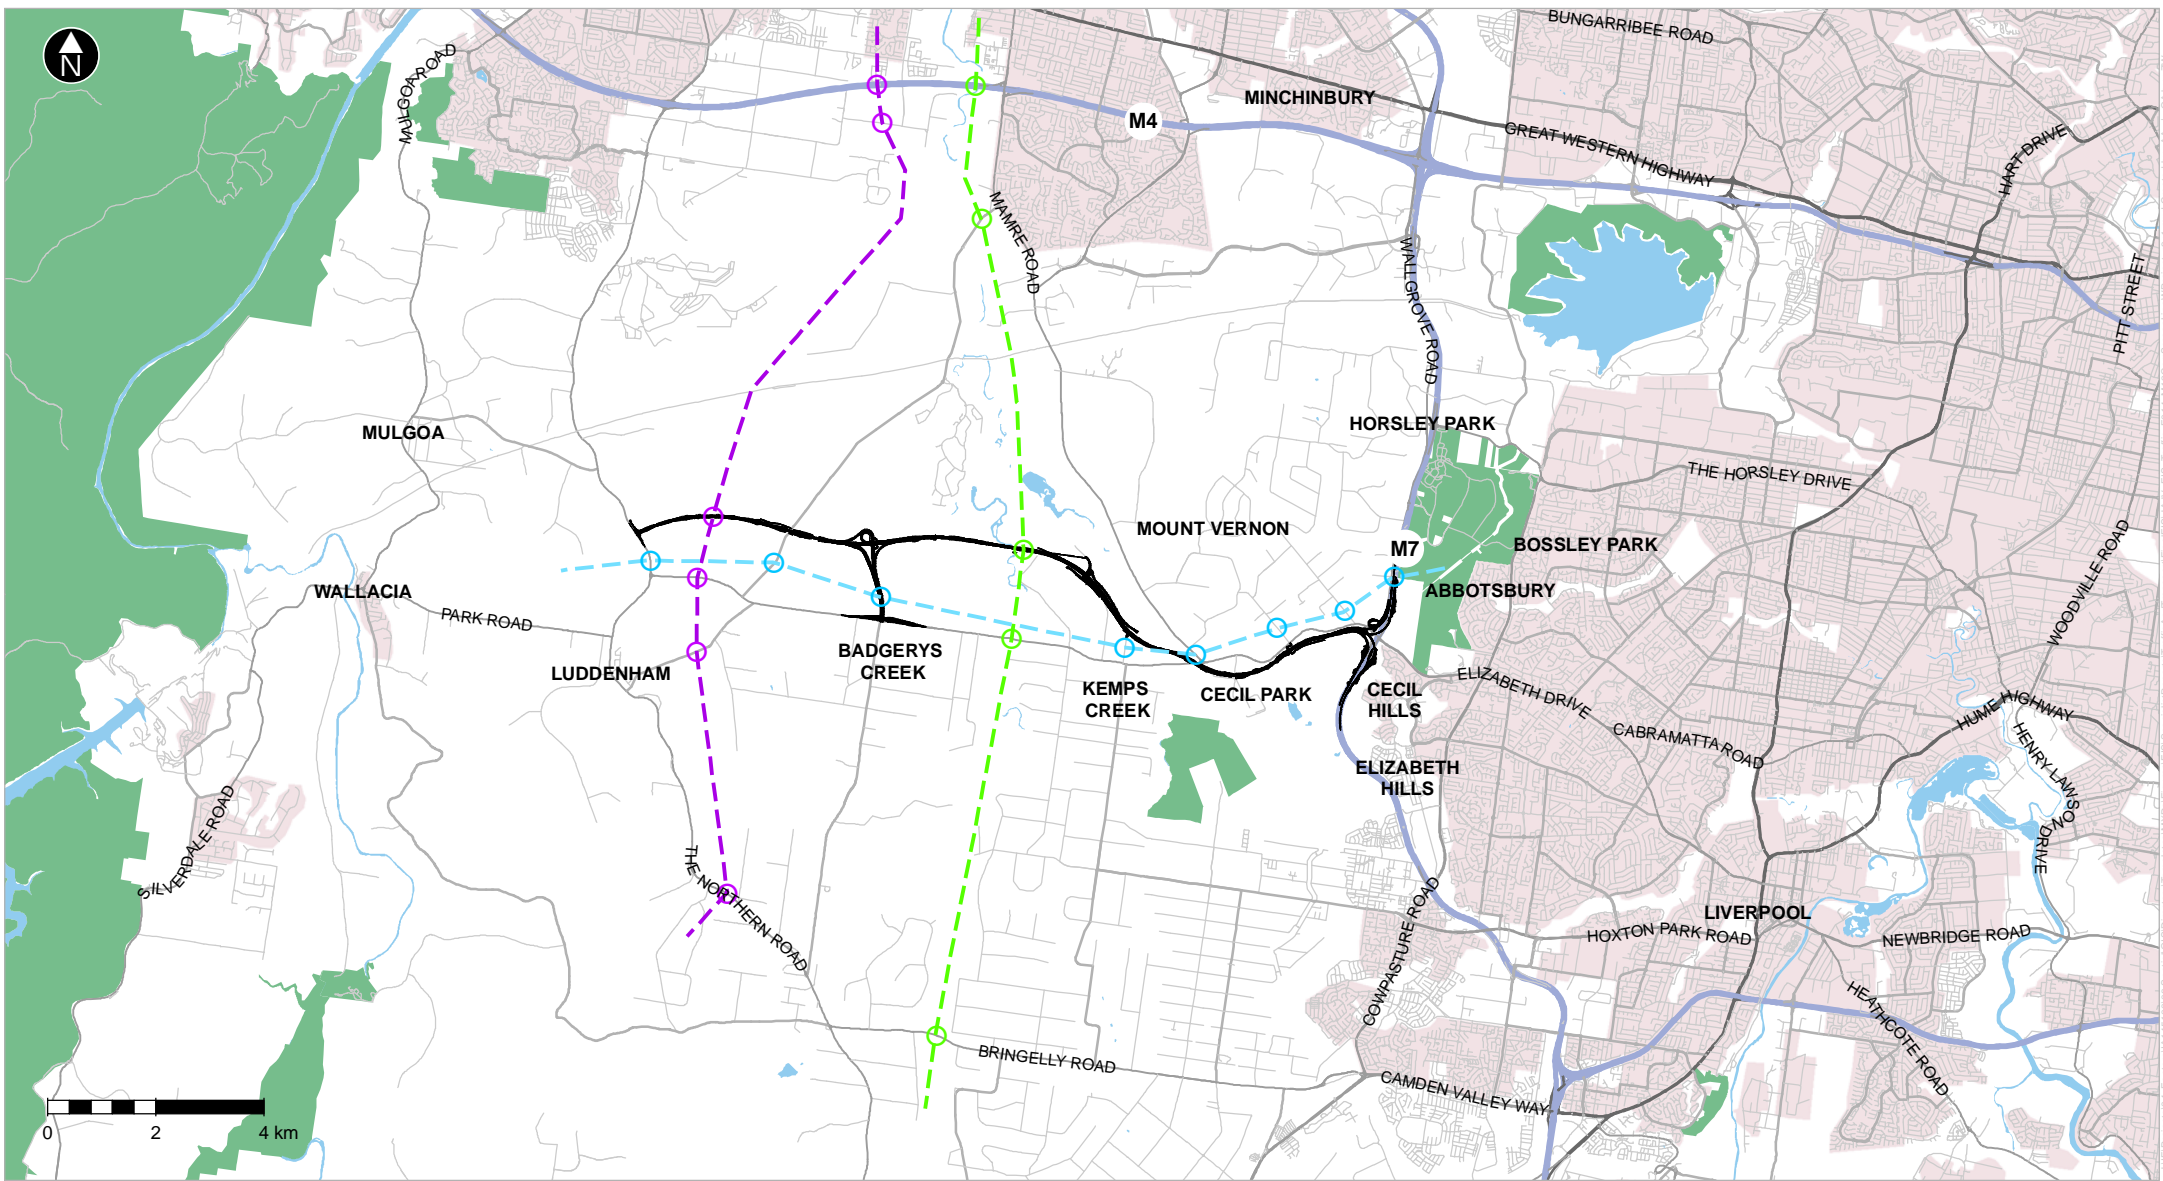 BUNGARRIBEE ROAD
N
MULGOA ROAD
MINCHINBURY
M4
GREAT WESTERN HIGHWAY
HART DRIVE
MAMRE ROAD
WALLGROVE ROAD
PITT STREET
HORSLEY PARK
MULGOA
THE HORSLEY DRIVE
MOUNT VERNON
M7
BOSSLEY PARK
WOODVILLE ROAD
WALLACIA
ABBOTSBURY
PARK ROAD
BADGERYS
CREEK
LUDDENHAM
KEMPS
CREEK
CECIL PARK
CECIL
HILLS
ELIZABETH DRIVE
CABRAMATTA ROAD
HUME HIGHWAY
HENRY LAWSON DRIVE
ELIZABETH
HILLS
SILVERDALE ROAD
THE NORTHERN ROAD
COWPASTURE ROAD
LIVERPOOL
HOXTON PARK ROAD
NEWBRIDGE ROAD
HEATHCOTE ROAD
BRINGELLY ROAD
CAMDEN VALLEY WAY
0 2 4 km